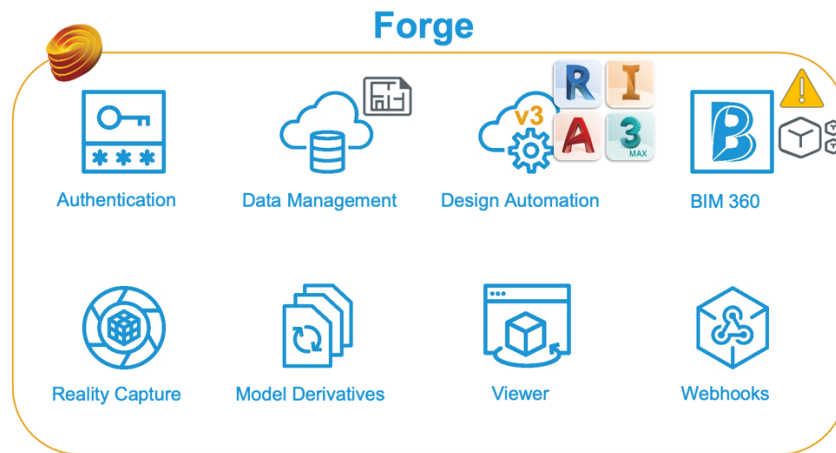 Forge
v3
R
I
A
3
MAX
B
***
Authentication
Data Management
Design Automation
BIM 360
Reality Capture
Model Derivatives
Viewer
Webhooks